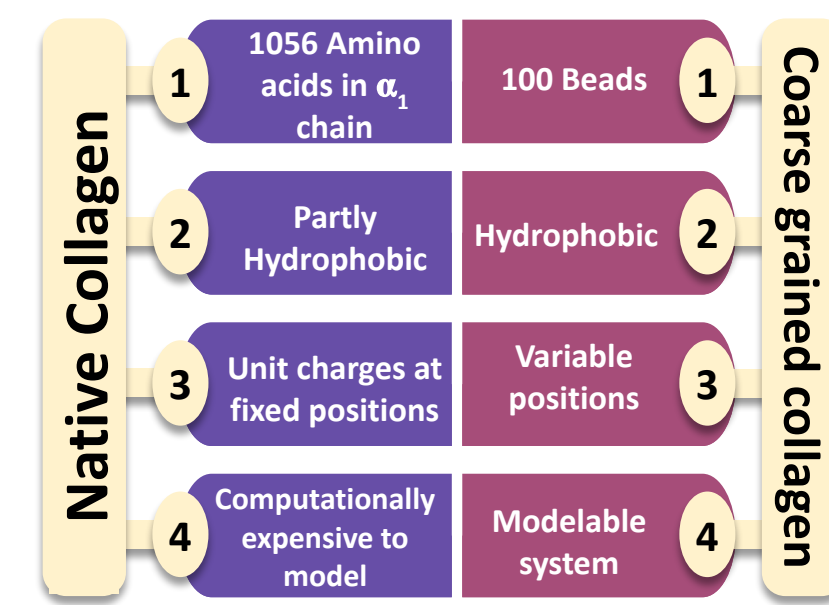 Native Collagen
1
1056 Amino
acids in α₁
chain
100 Beads
1
2
Partly
Hydrophobic
Hydrophobic
2
3
Unit charges at
fixed positions
Variable
positions
3
4
Computationally
expensive to
model
Modelable
system
4
Coarse grained collagen